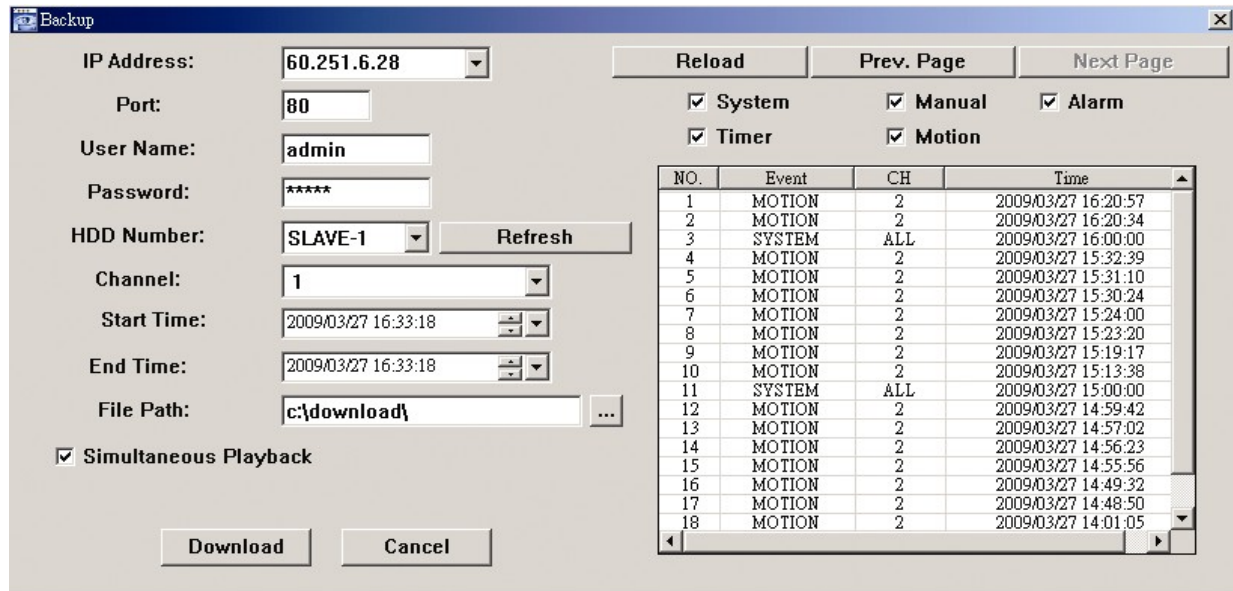 Backup
IP Address: 60.251.6.28
Port: 80
User Name: admin
Password: *****
HDD Number: SLAVE-1 Refresh
Channel: 1
Start Time: 2009/03/27 16:33:18
End Time: 2009/03/27 16:33:18
File Path: c:\download\ ...
Simultaneous Playback
Download Cancel
Reload Prev. Page Next Page
System Manual Alarm
Timer Motion
NO. Event CH Time
1 MOTION 2 2009/03/27 16:20:57
2 MOTION 2 2009/03/27 16:20:34
3 SYSTEM ALL 2009/03/27 16:00:00
4 MOTION 2 2009/03/27 15:32:39
5 MOTION 2 2009/03/27 15:31:10
6 MOTION 2 2009/03/27 15:30:24
7 MOTION 2 2009/03/27 15:24:00
8 MOTION 2 2009/03/27 15:23:20
9 MOTION 2 2009/03/27 15:19:17
10 MOTION 2 2009/03/27 15:13:38
11 SYSTEM ALL 2009/03/27 15:00:00
12 MOTION 2 2009/03/27 14:59:42
13 MOTION 2 2009/03/27 14:57:02
14 MOTION 2 2009/03/27 14:56:23
15 MOTION 2 2009/03/27 14:55:56
16 MOTION 2 2009/03/27 14:49:32
17 MOTION 2 2009/03/27 14:48:50
18 MOTION 2 2009/03/27 14:01:05